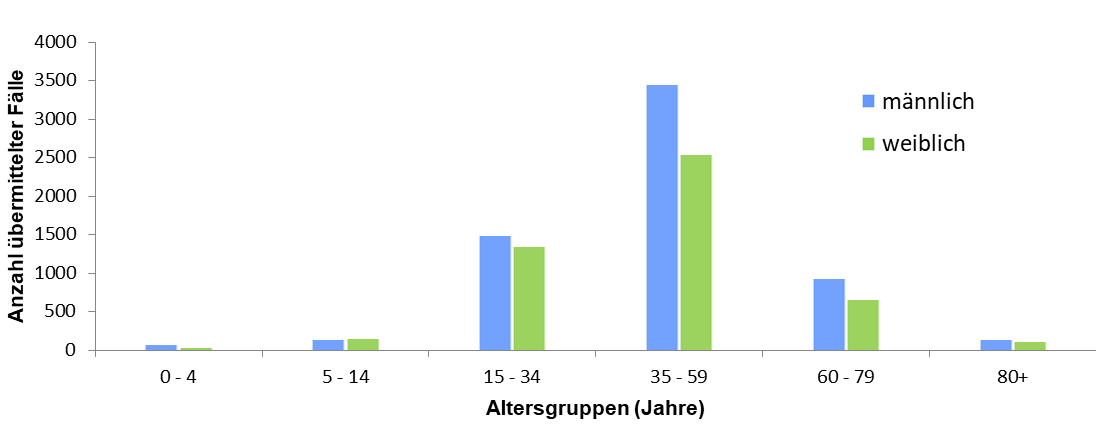 Anzahl übermittelter Fälle
4000
3500
3000
2500
2000
1500
1000
500
0
männlich
weiblich
0 - 4
5 - 14
15 - 34
35 - 59
60 - 79
80+
Altersgruppen (Jahre)